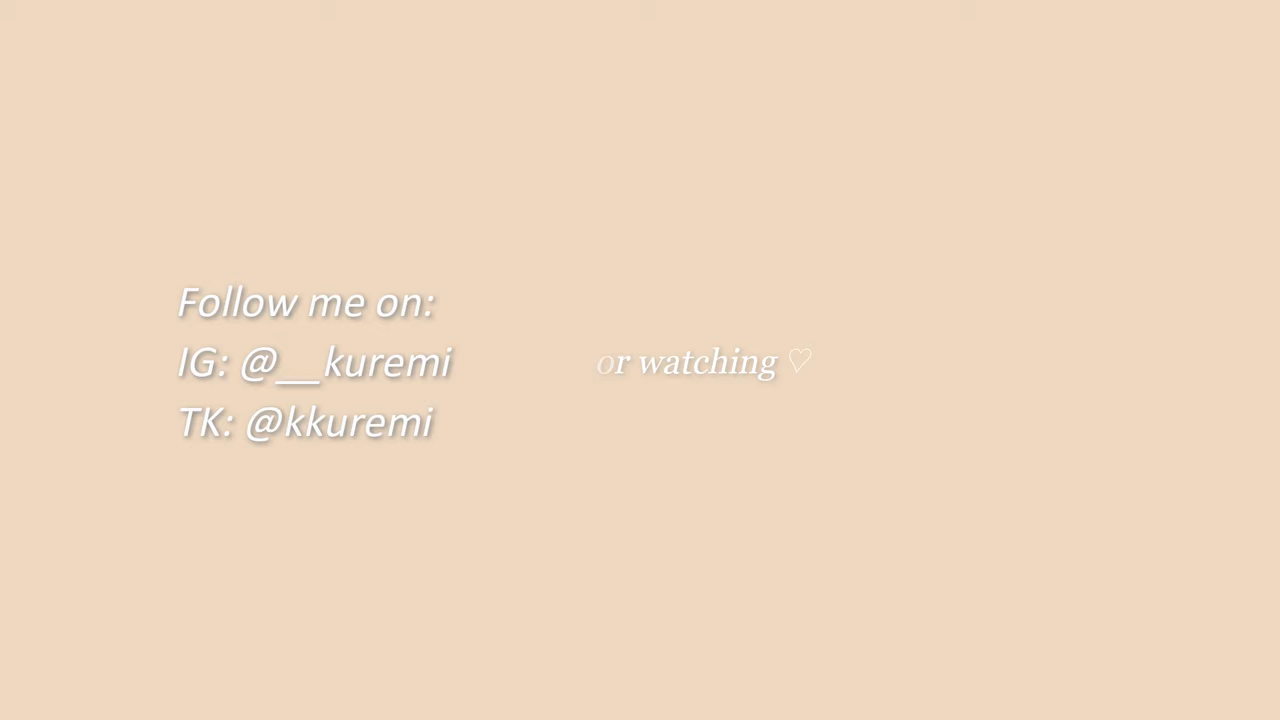 Follow me on:
IG: @__kuremi
TK: @kkuremi
or watching ♡